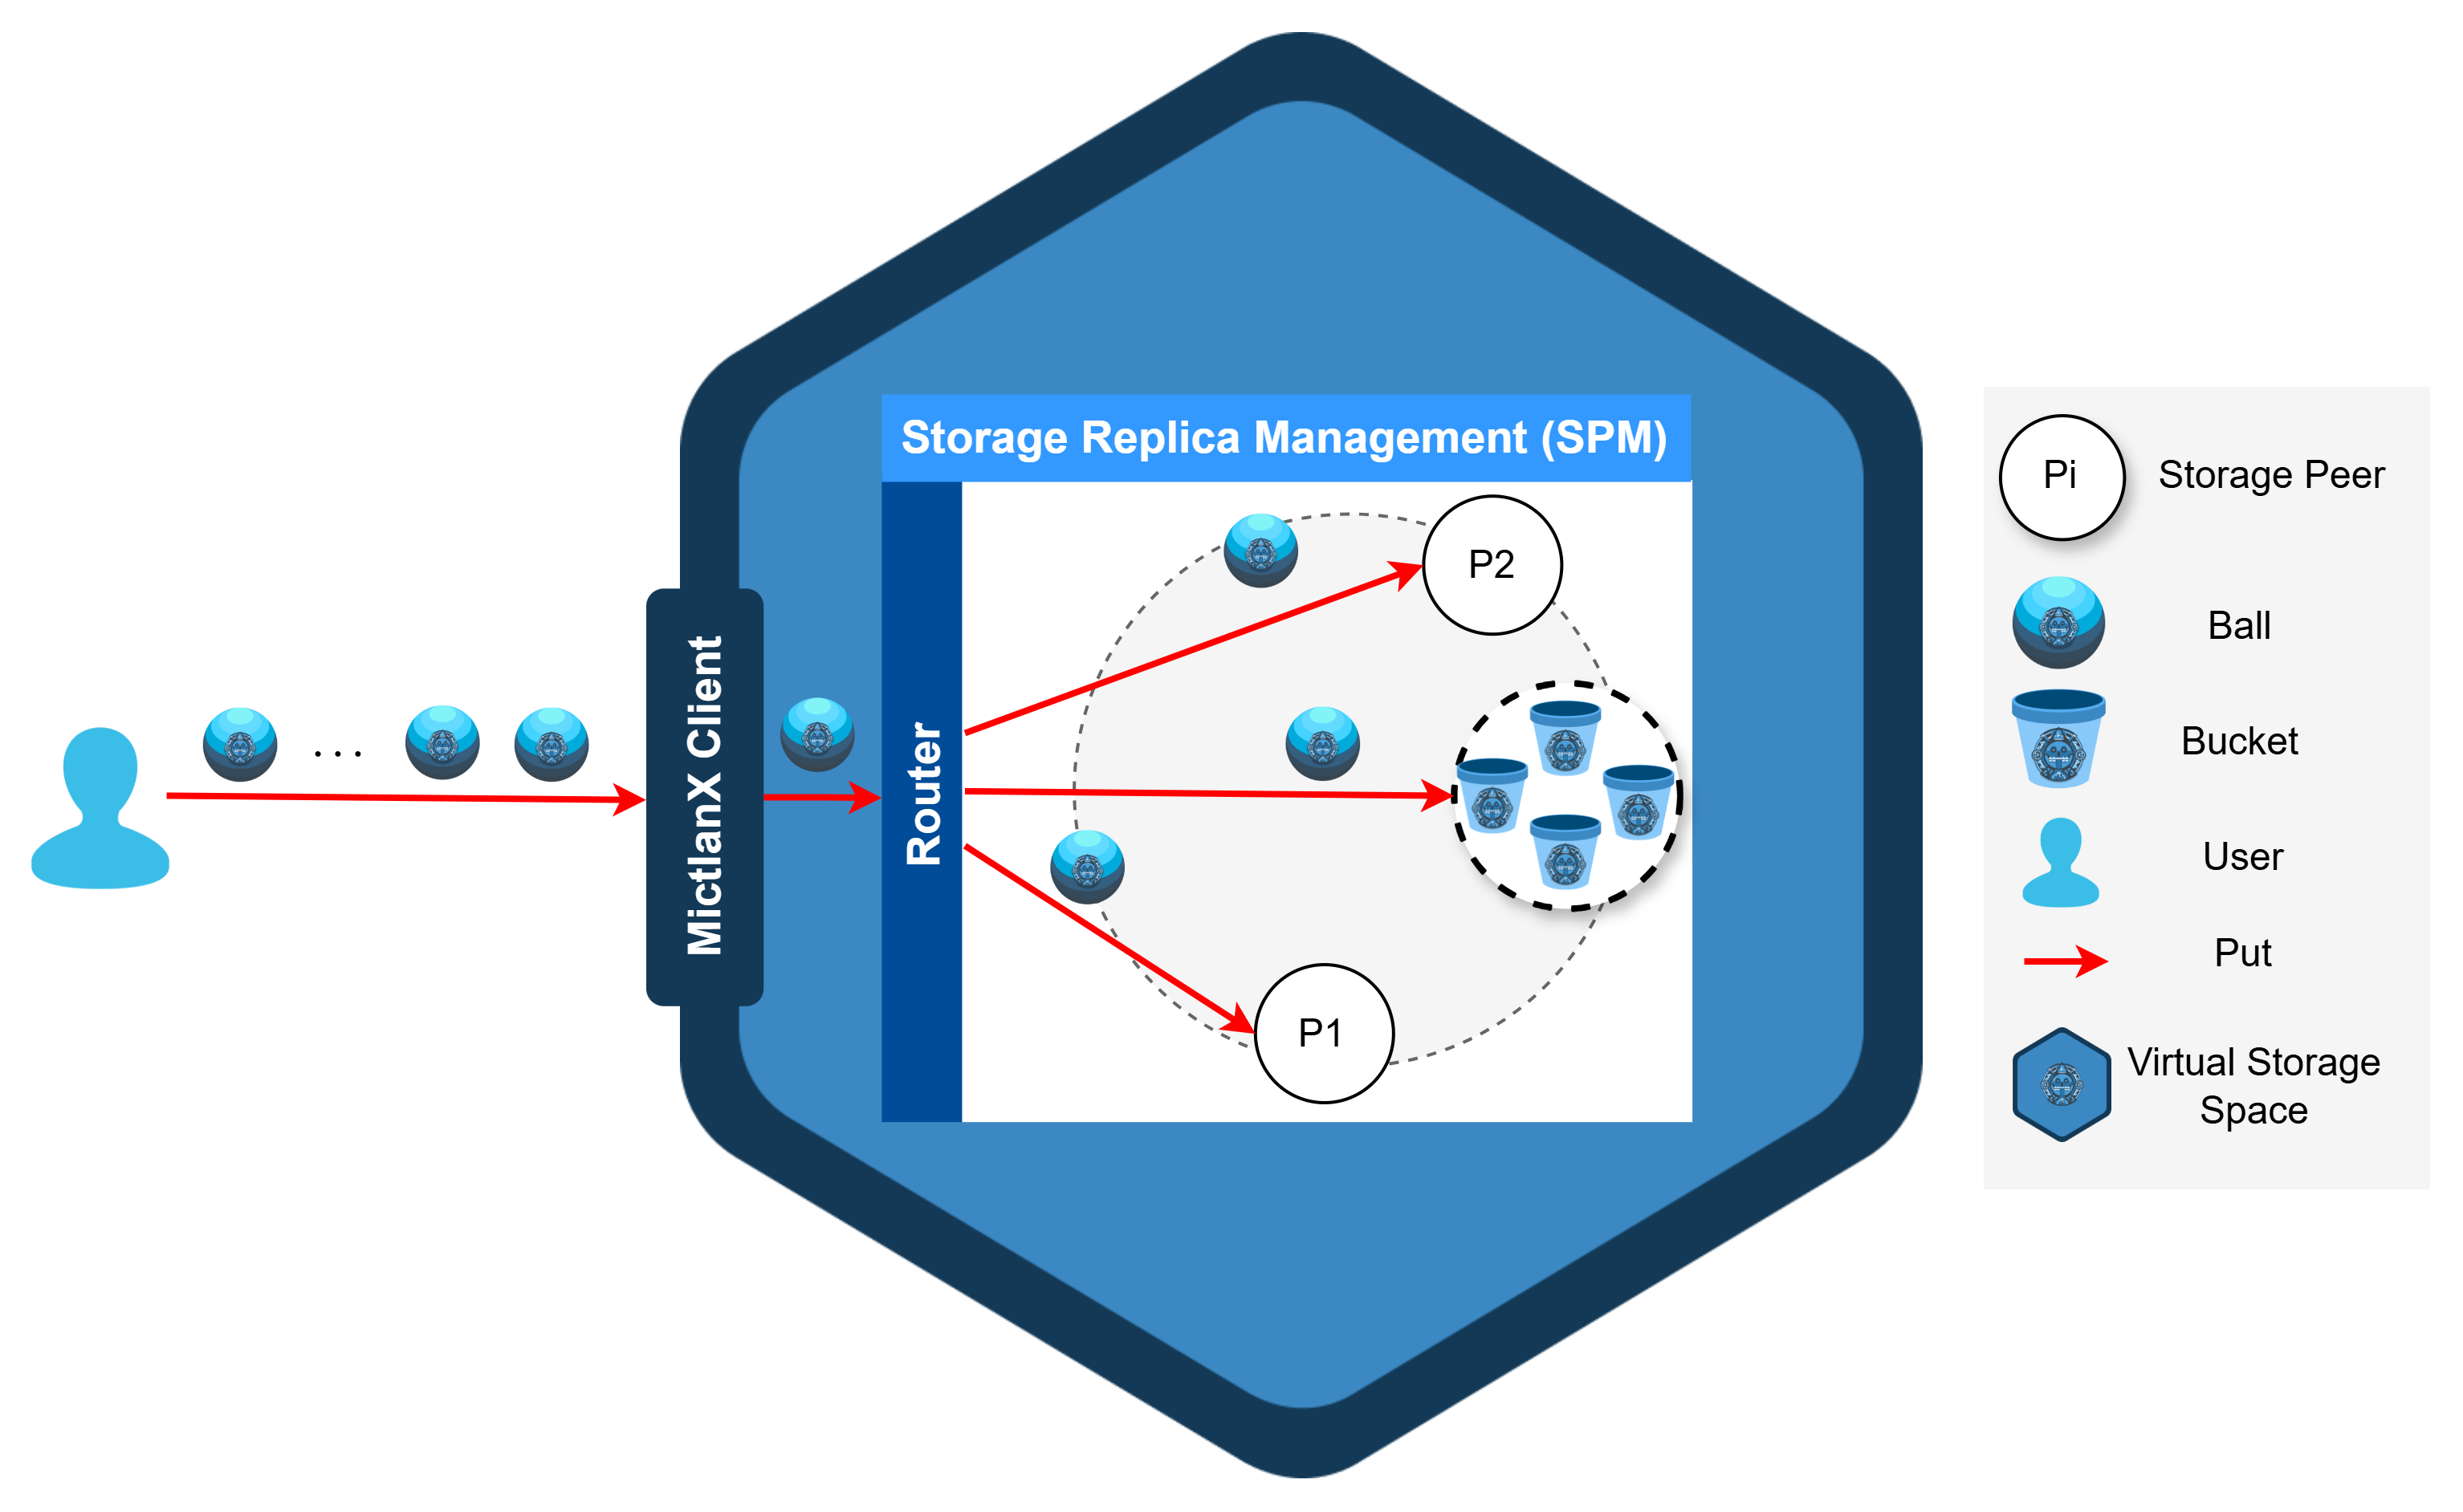 Storage Replica Management (SPM)
MictlanX Client
Router
...
P2
P1
Pi
Storage Peer
Ball
Bucket
User
Put
Virtual Storage
Space